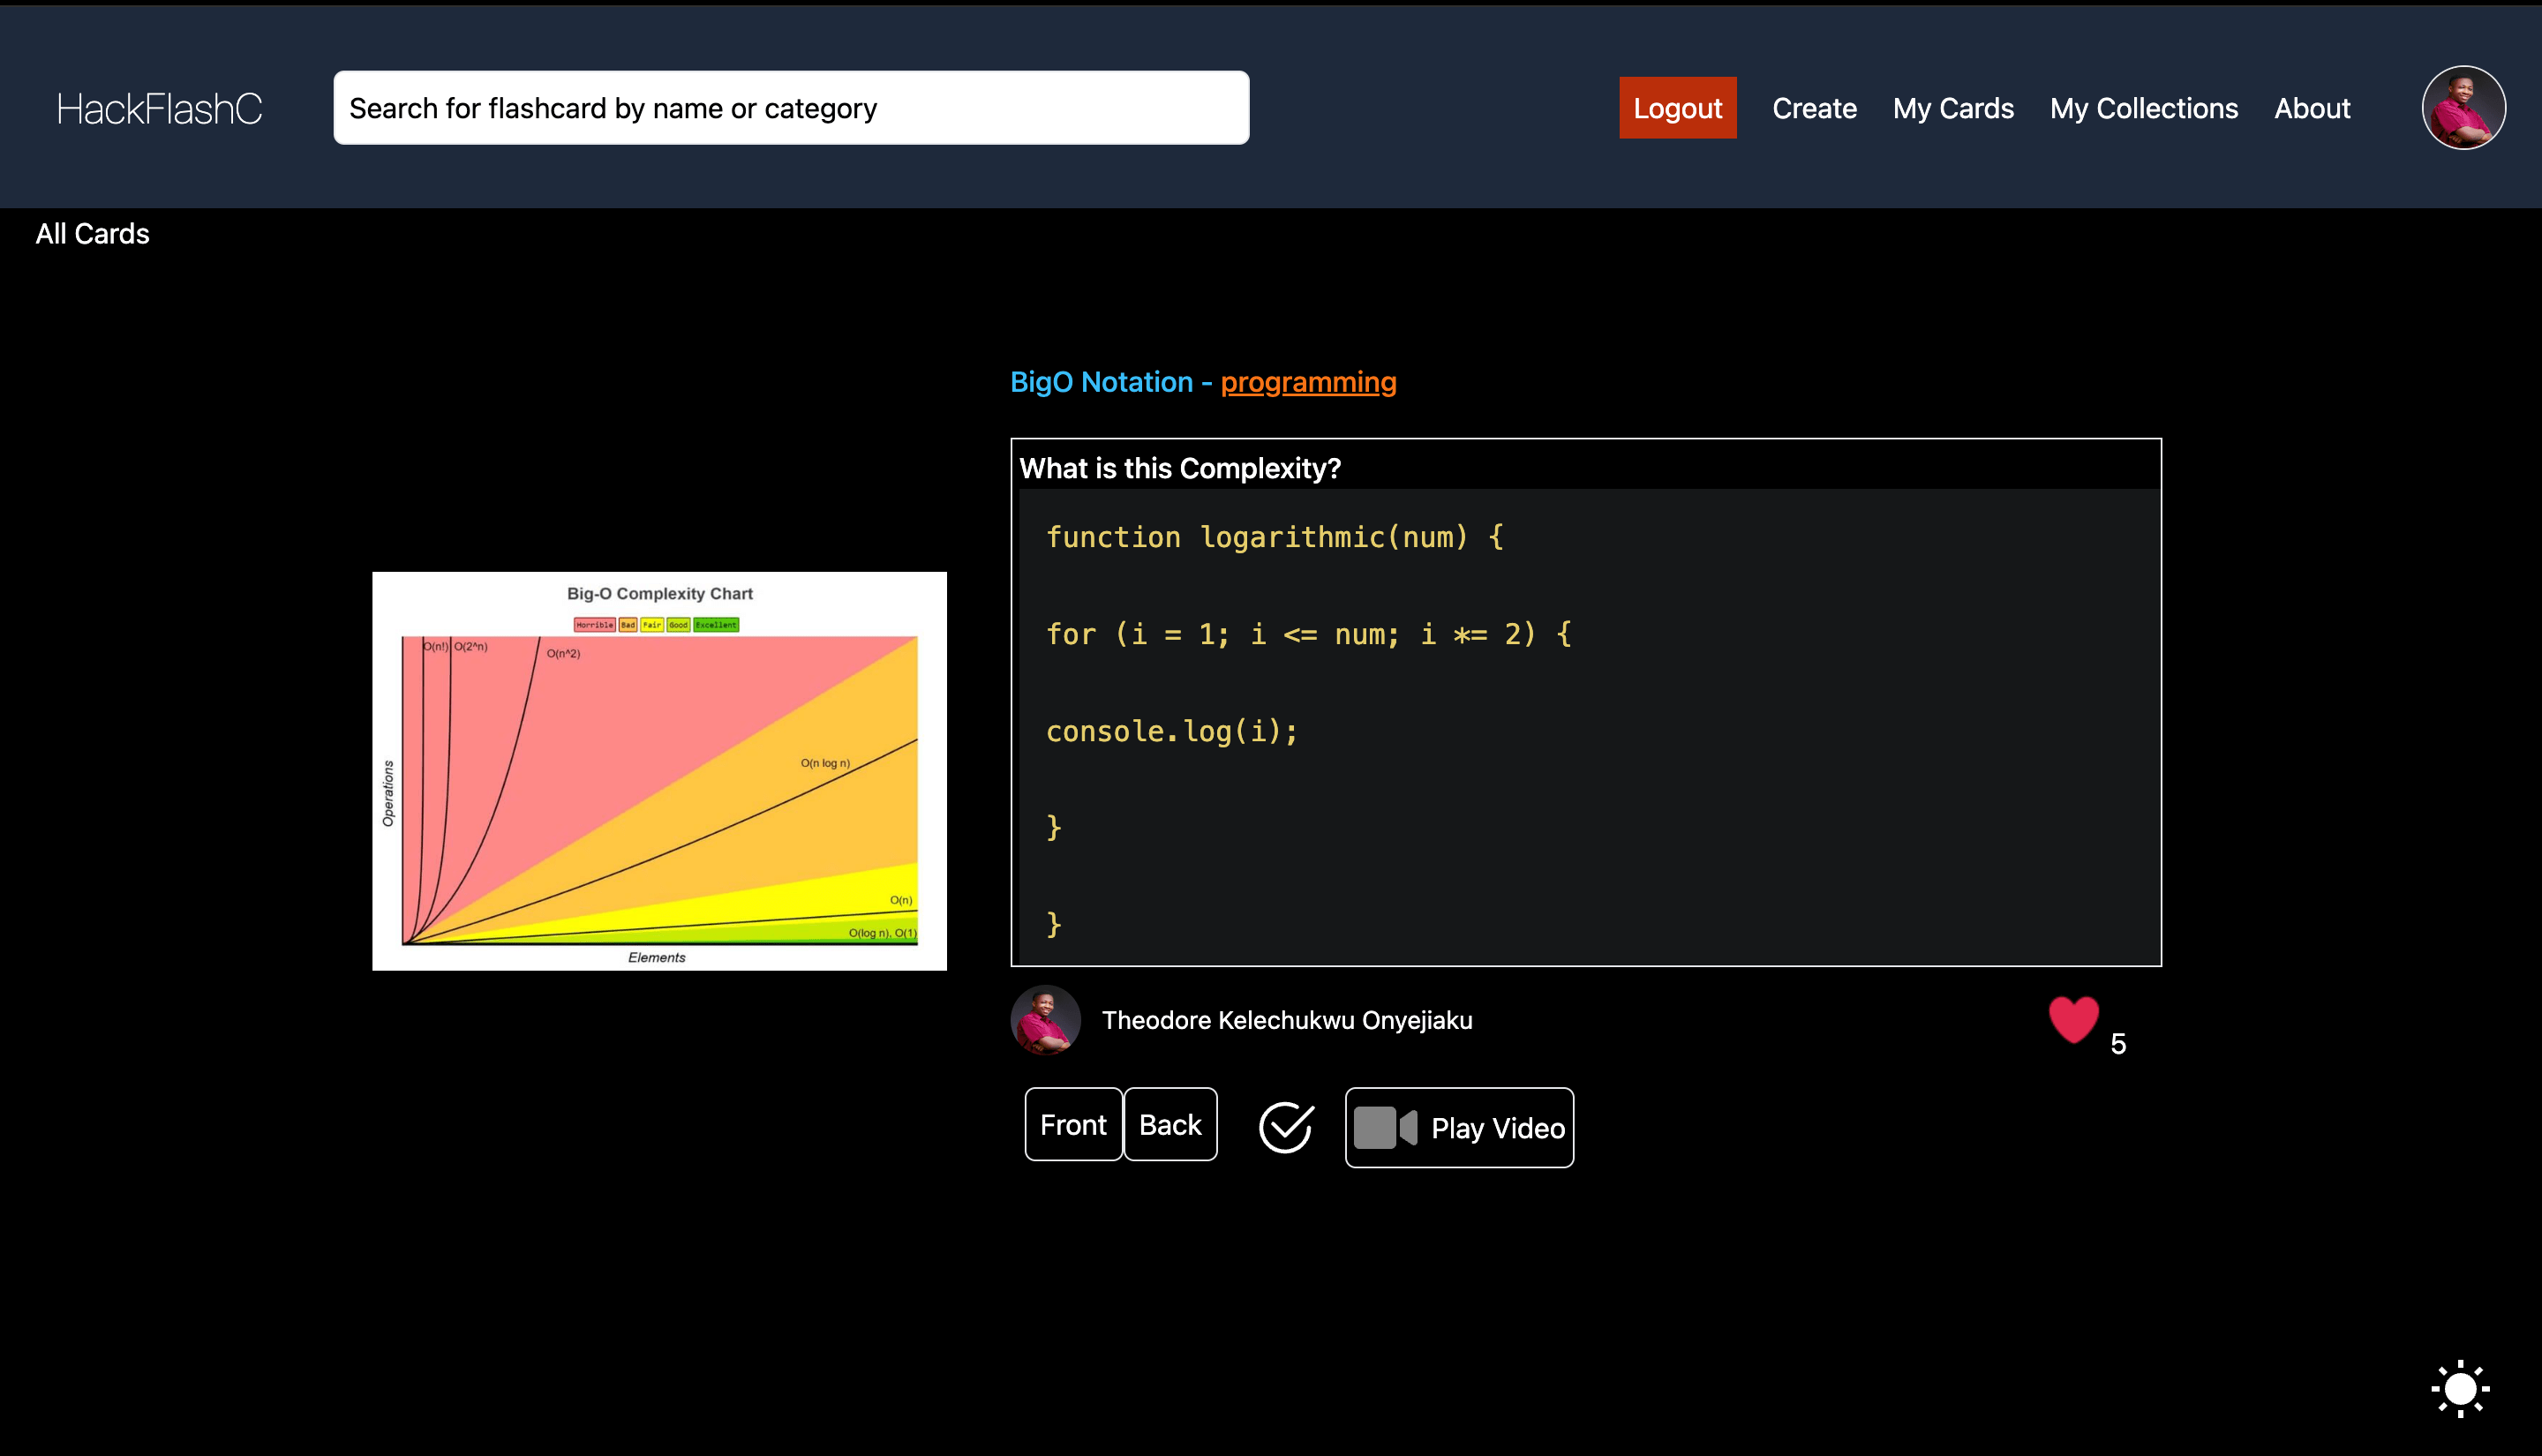 HackFlashC
Search for flashcard by name or category
Logout
Create
My Cards
My Collections
About
All Cards
BigO Notation - programming
What is this Complexity?
function logarithmic(num) {
for (i = 1; i <= num; i *= 2) {
console.log(i);
}
}
Big-O Complexity Chart
Horrible Bad Fair Good Excellent
O(n!) O(2^n)
O(n^2)
O(n log n)
O(n)
O(log n), O(1)
Operations
Elements
Theodore Kelechukwu Onyejiaku
5
Front
Back
Play Video